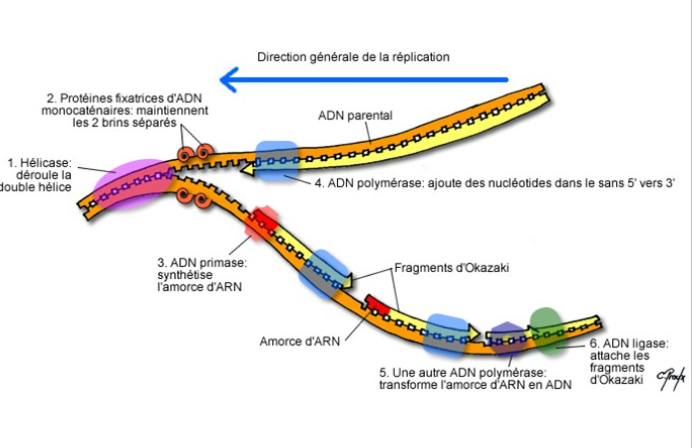 Direction générale de la réplication
2. Protéines fixatrices d'ADN
monocaténaires: maintiennent
les 2 brins séparés
ADN parental
1. Hélicase:
déroule la
double hélice
4. ADN polymérase: ajoute des nucléotides dans le sans 5' vers 3'
3. ADN primase:
synthétise
l'amorce d'ARN
Fragments d'Okazaki
Amorce d'ARN
5. Une autre ADN polymérase:
transforme l'amorce d'ARN en ADN
6. ADN ligase:
attache les
fragments
d'Okazaki